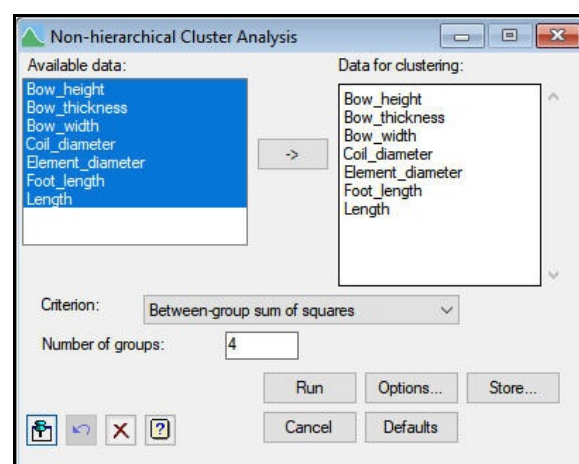 Non-hierarchical Cluster Analysis
Available data:
Bow_height
Bow_thickness
Bow_width
Coil_diameter
Element_diameter
Foot_length
Length
->
Data for clustering:
Bow_height
Bow_thickness
Bow_width
Coil_diameter
Element_diameter
Foot_length
Length
Criterion: Between-group sum of squares
Number of groups: 4
Run Options... Store...
Cancel Defaults
?